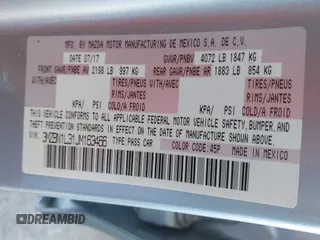 MFD. BY MAZDA MOTOR MANUFACTURING DE MEXICO S.A. DE C.V.
DATE 07/17 GVWR/PNBV 4072 LB 1847 KG
FRONT GAWR/PNBE AV 2198 LB 997 KG REAR GAWR/PNBE AR 1883 LB 854 KG
WITH/AVEC TIRES/PNEUS WITH/AVEC TIRES/PNEUS
RIMS/JANTES RIMS/JANTES
KPA/ PSI COLD/A FROID KPA/ PSI COLD/A FROID
THIS VEHICLE CONFORMS TO ALL APPLICABLE FEDERAL MOTOR VEHICLE SAFETY, BUMPER, AND
THEFT PREVENTION STANDARDS IN EFFECT ON THE DATE OF MANUFACTURE SHOWN ABOVE.
TYPE: PASS CAR
COLOR CODE: 45P MADE IN MEXICO
DREAMBID